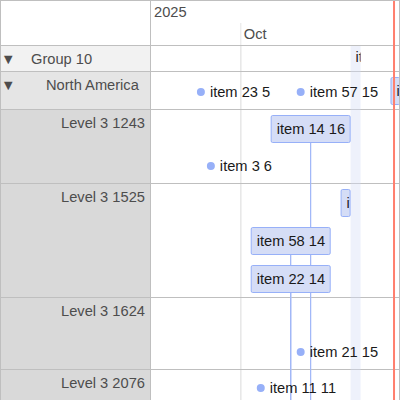 2025
Oct
▼ Group 10
▼ North America
item 23 5
item 57 15
Level 3 1243
item 14 16
item 3 6
Level 3 1525
item 58 14
item 22 14
Level 3 1624
item 21 15
Level 3 2076
item 11 11